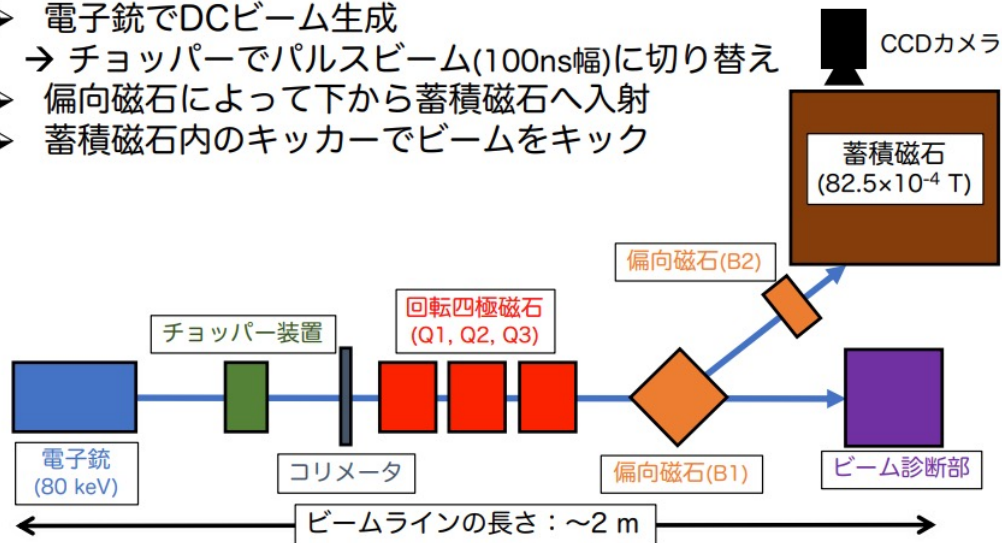 ➤ 電子銃でDCビーム生成
→ チョッパーでパルスビーム(100ns幅)に切り替え
➤ 偏向磁石によって下から蓄積磁石へ入射
➤ 蓄積磁石内のキッカーでビームをキック
CCDカメラ
蓄積磁石
(82.5×10⁻⁴ T)
偏向磁石(B2)
回転四極磁石
(Q1, Q2, Q3)
チョッパー装置
電子銃
(80 keV)
コリメータ
偏向磁石(B1)
ビーム診断部
ビームラインの長さ：～2 m